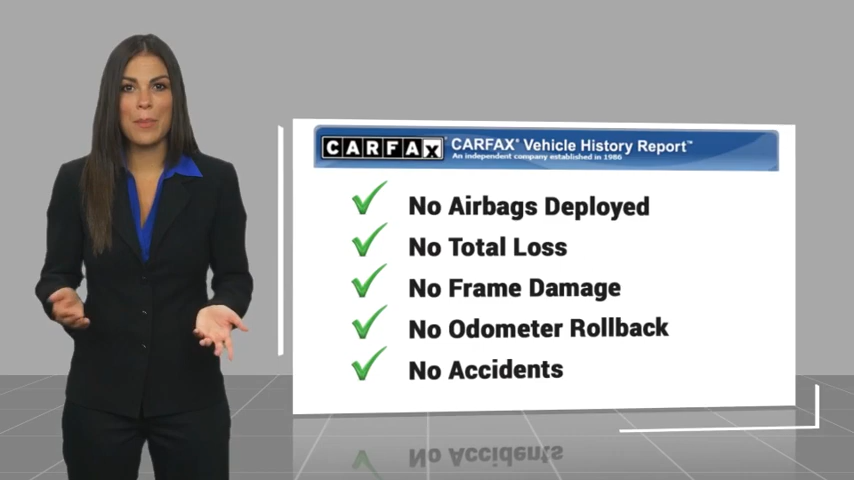 CARFAX CARFAX® Vehicle History Report™
An independent company established in 1986
No Airbags Deployed
No Total Loss
No Frame Damage
No Odometer Rollback
No Accidents
No Accidents